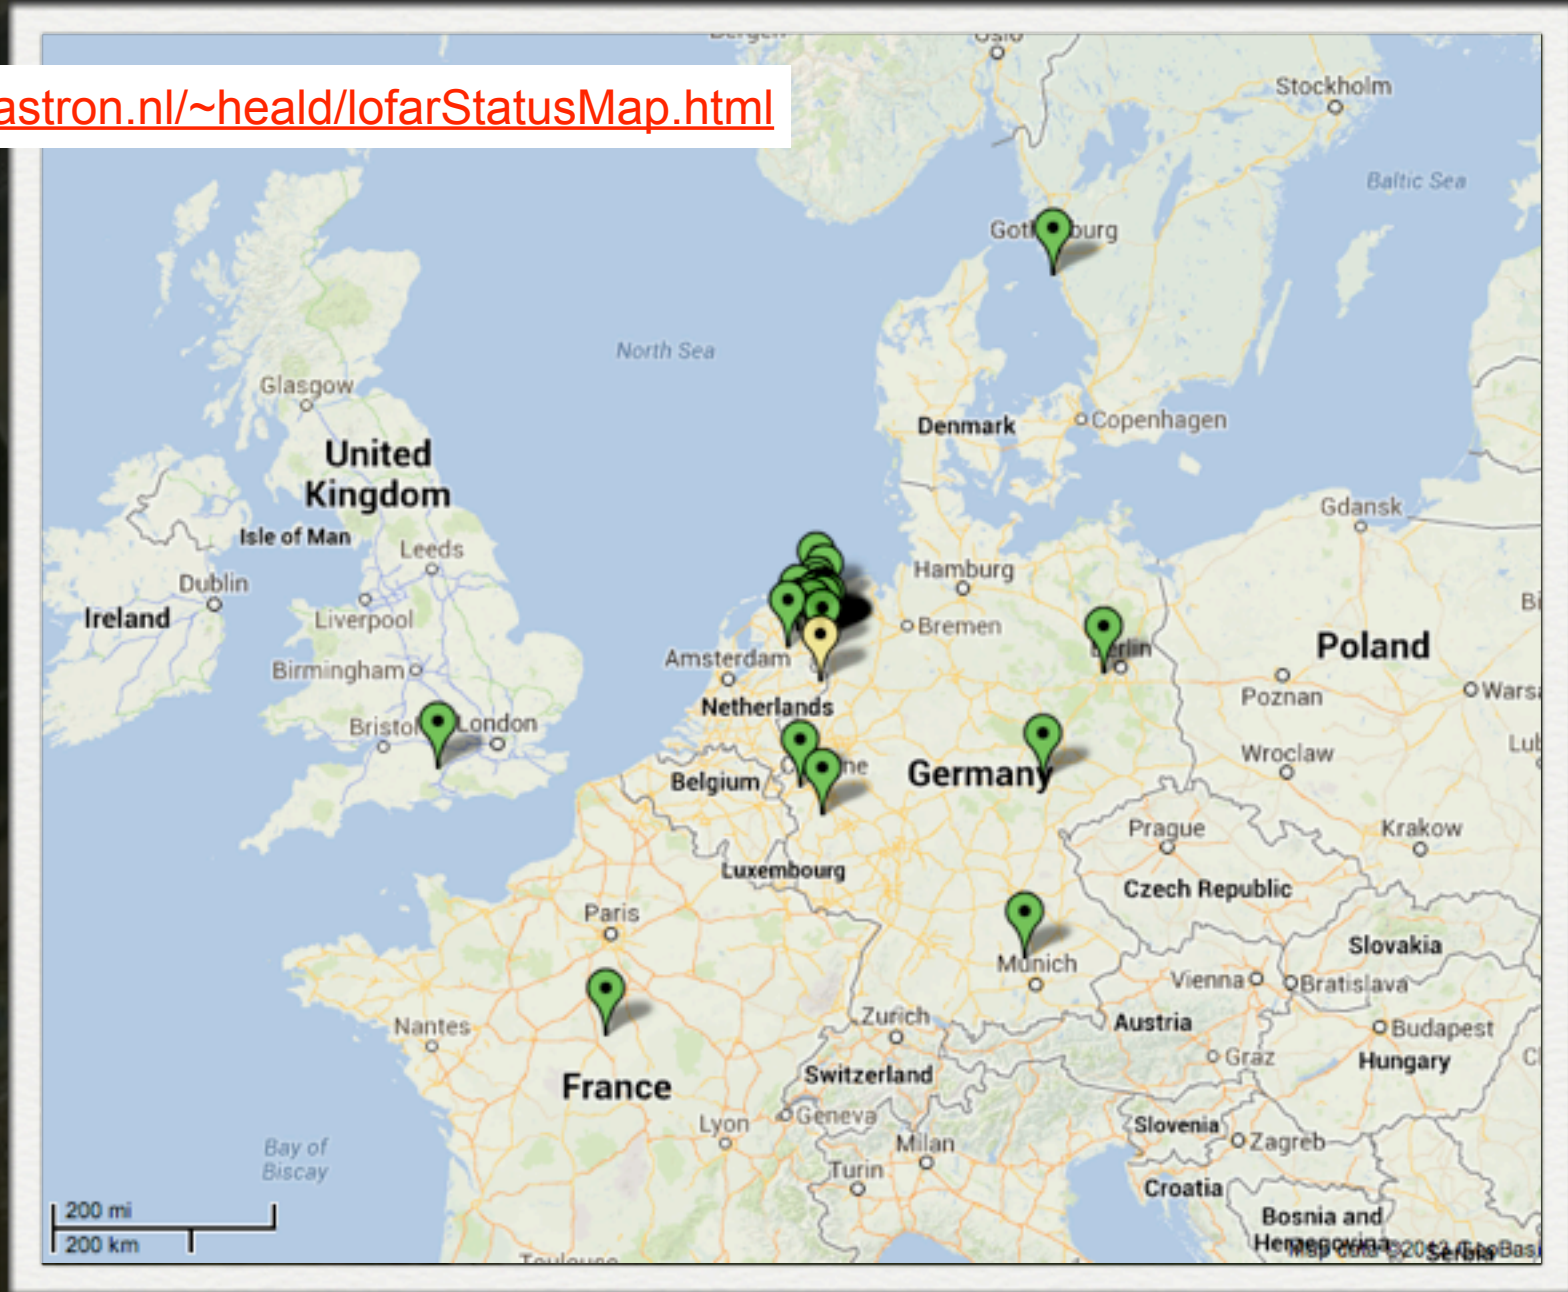 Oslo
Stockholm
astron.nl/~heald/lofarStatusMap.html
Baltic Sea
North Sea
Glasgow
Denmark
Copenhagen
United
Kingdom
Gdansk
Isle of Man
Leeds
Hamburg
Dublin
Ireland
Liverpool
Bremen
Poland
Amsterdam
Birmingham
Poznan
Netherlands
London
Wroclaw
Belgium
Germany
Prague
Krakow
Luxembourg
Czech Republic
Paris
Slovakia
Munich
Vienna
Bratislava
Zurich
Austria
Budapest
Nantes
Graz
Hungary
Switzerland
France
Geneva
Lyon
Slovenia
Zagreb
Milan
Bay of
Biscay
Turin
Croatia
200 mi
Bosnia and
200 km